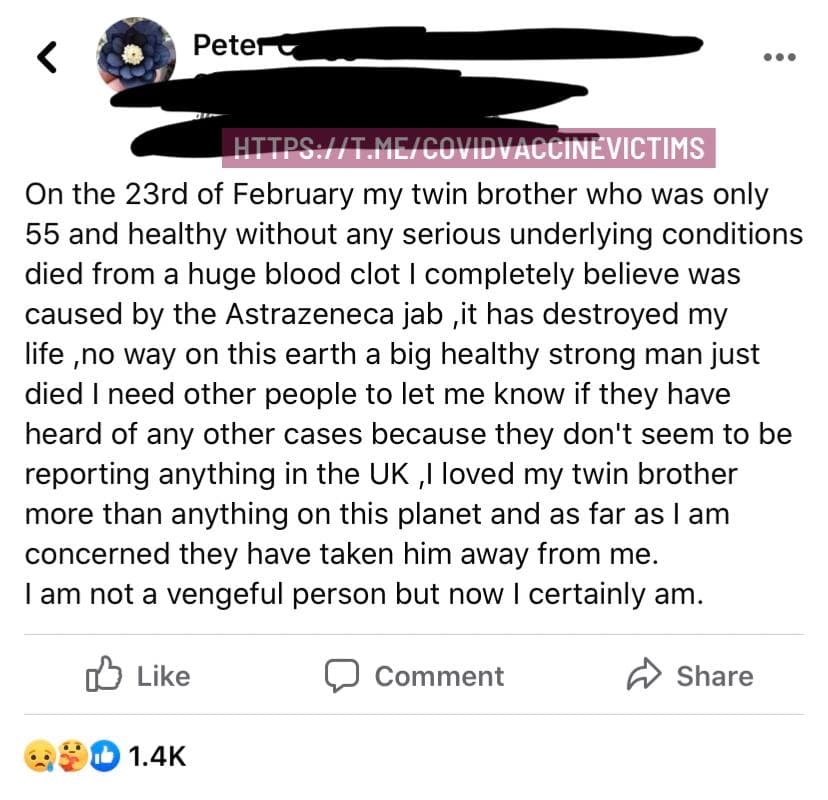 Peter
HTTPS://T.ME/COVIDVACCINEVICTIMS
On the 23rd of February my twin brother who was only
55 and healthy without any serious underlying conditions
died from a huge blood clot I completely believe was
caused by the Astrazeneca jab ,it has destroyed my
life ,no way on this earth a big healthy strong man just
died I need other people to let me know if they have
heard of any other cases because they don't seem to be
reporting anything in the UK ,I loved my twin brother
more than anything on this planet and as far as I am
concerned they have taken him away from me.
I am not a vengeful person but now I certainly am.
Like Comment Share
1.4K